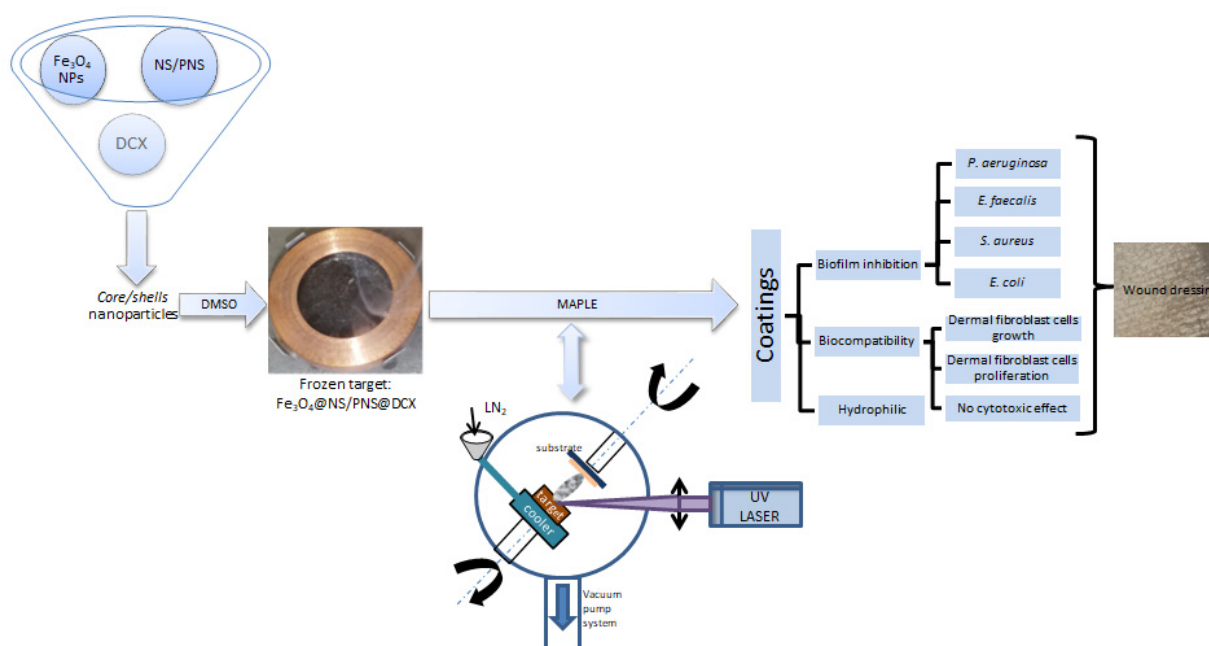 Fe₃O₄
NPs
NS/PNS
DCX
Core/shells
nanoparticles
DMSO
Frozen target:
Fe₃O₄@NS/PNS@DCX
MAPLE
LN₂
substrate
target
cooler
UV
LASER
Vacuum
pump
system
Coatings
Biofilm inhibition
P. aeruginosa
E. faecalis
S. aureus
E. coli
Biocompatibility
Dermal fibroblast cells
growth
Dermal fibroblast cells
proliferation
No cytotoxic effect
Hydrophilic
Wound dressin